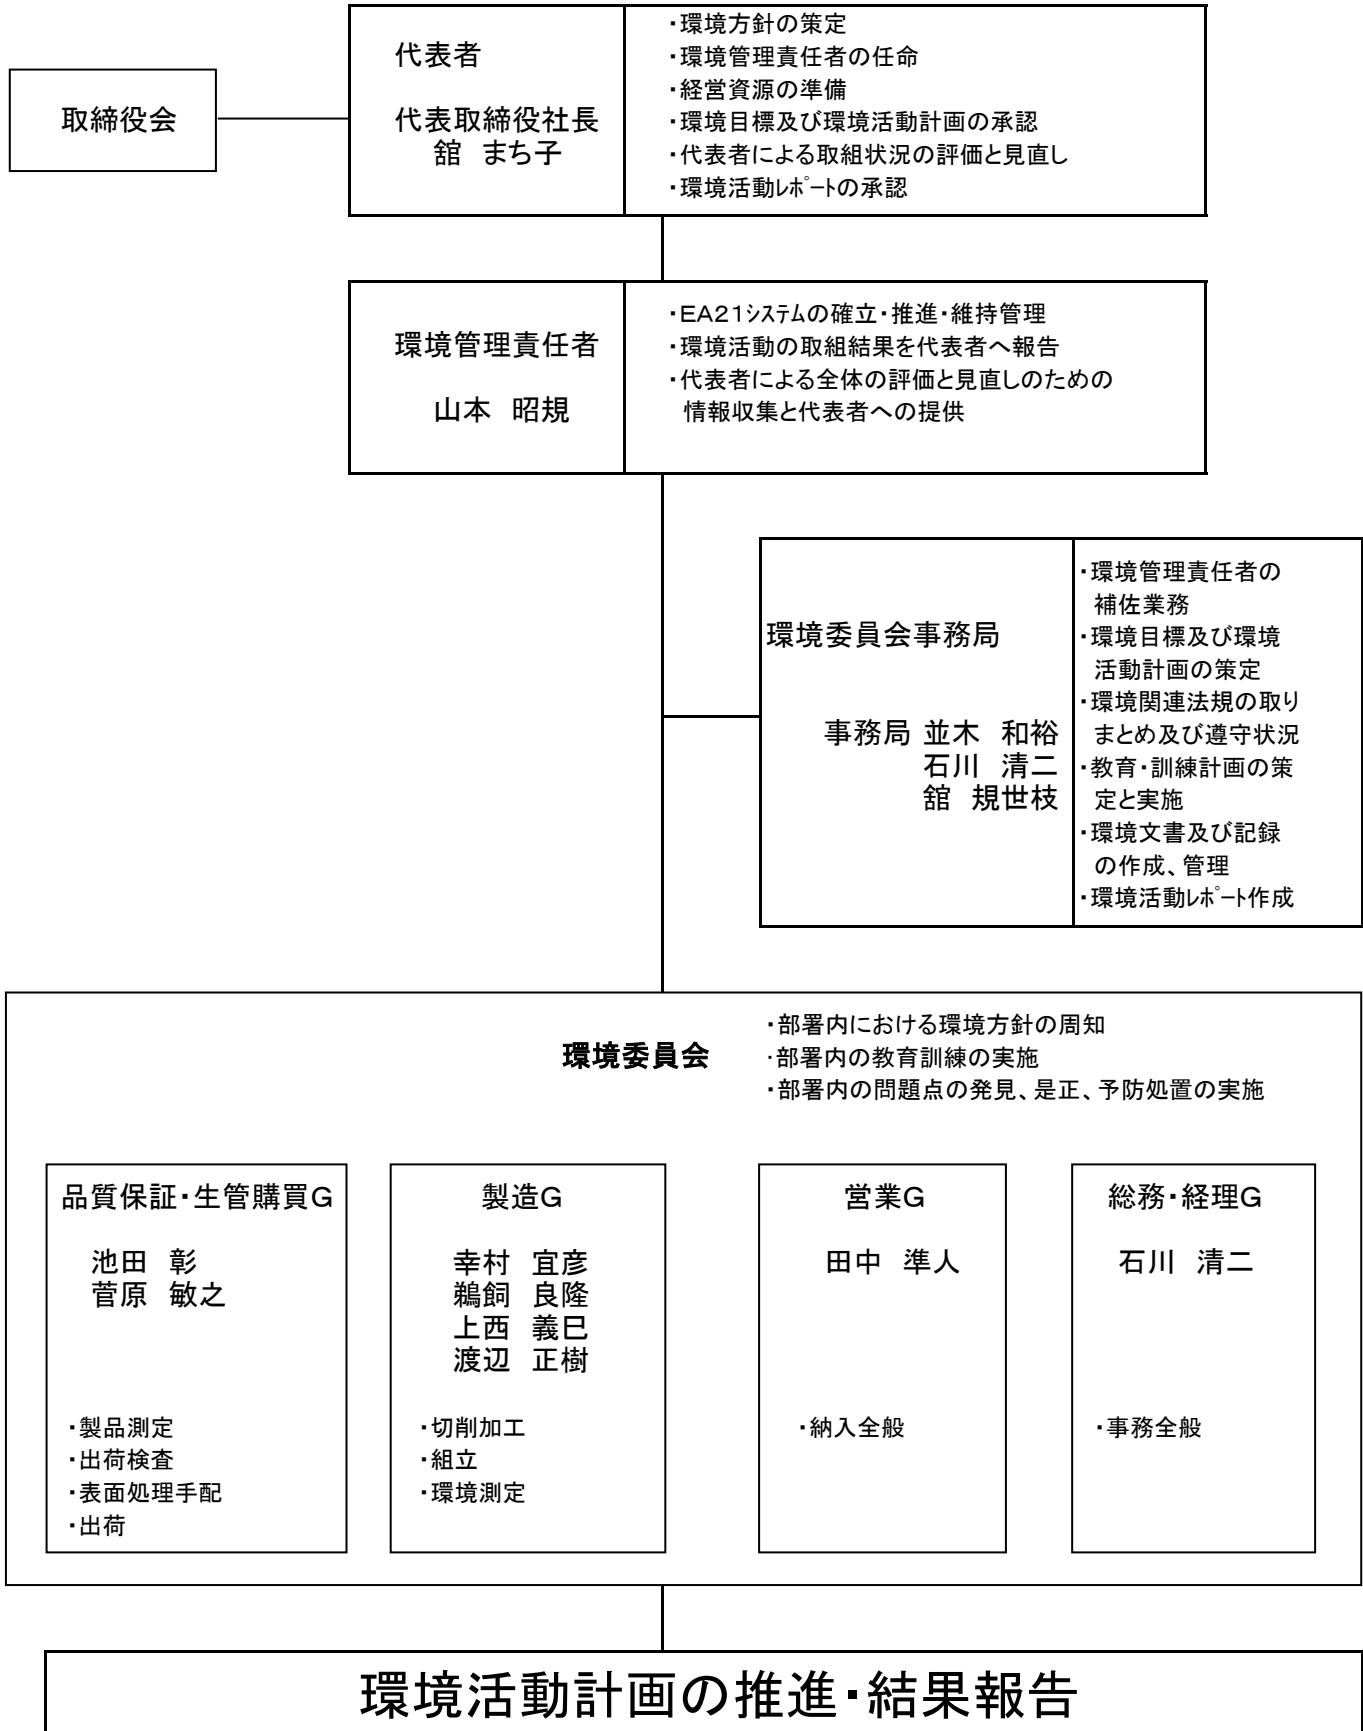 取締役会
代表者
代表取締役社長
舘　まち子
・環境方針の策定
・環境管理責任者の任命
・経営資源の準備
・環境目標及び環境活動計画の承認
・代表者による取組状況の評価と見直し
・環境活動ﾚﾎﾟｰﾄの承認
環境管理責任者
山本　昭規
・EA21ｼｽﾃﾑの確立・推進・維持管理
・環境活動の取組結果を代表者へ報告
・代表者による全体の評価と見直しのための
情報収集と代表者への提供
環境委員会事務局
事務局 並木　和裕
石川　清二
舘　規世枝
・環境管理責任者の
補佐業務
・環境目標及び環境
活動計画の策定
・環境関連法規の取り
まとめ及び遵守状況
・教育・訓練計画の策
定と実施
・環境文書及び記録
の作成、管理
・環境活動ﾚﾎﾟｰﾄ作成
環境委員会
・部署内における環境方針の周知
・部署内の教育訓練の実施
・部署内の問題点の発見、是正、予防処置の実施
品質保証・生管購買G
池田　彰
菅原　敏之
・製品測定
・出荷検査
・表面処理手配
・出荷
製造G
幸村　宜彦
鵜飼　良隆
上西　義巳
渡辺　正樹
・切削加工
・組立
・環境測定
営業G
田中　準人
・納入全般
総務・経理G
石川　清二
・事務全般
環境活動計画の推進・結果報告